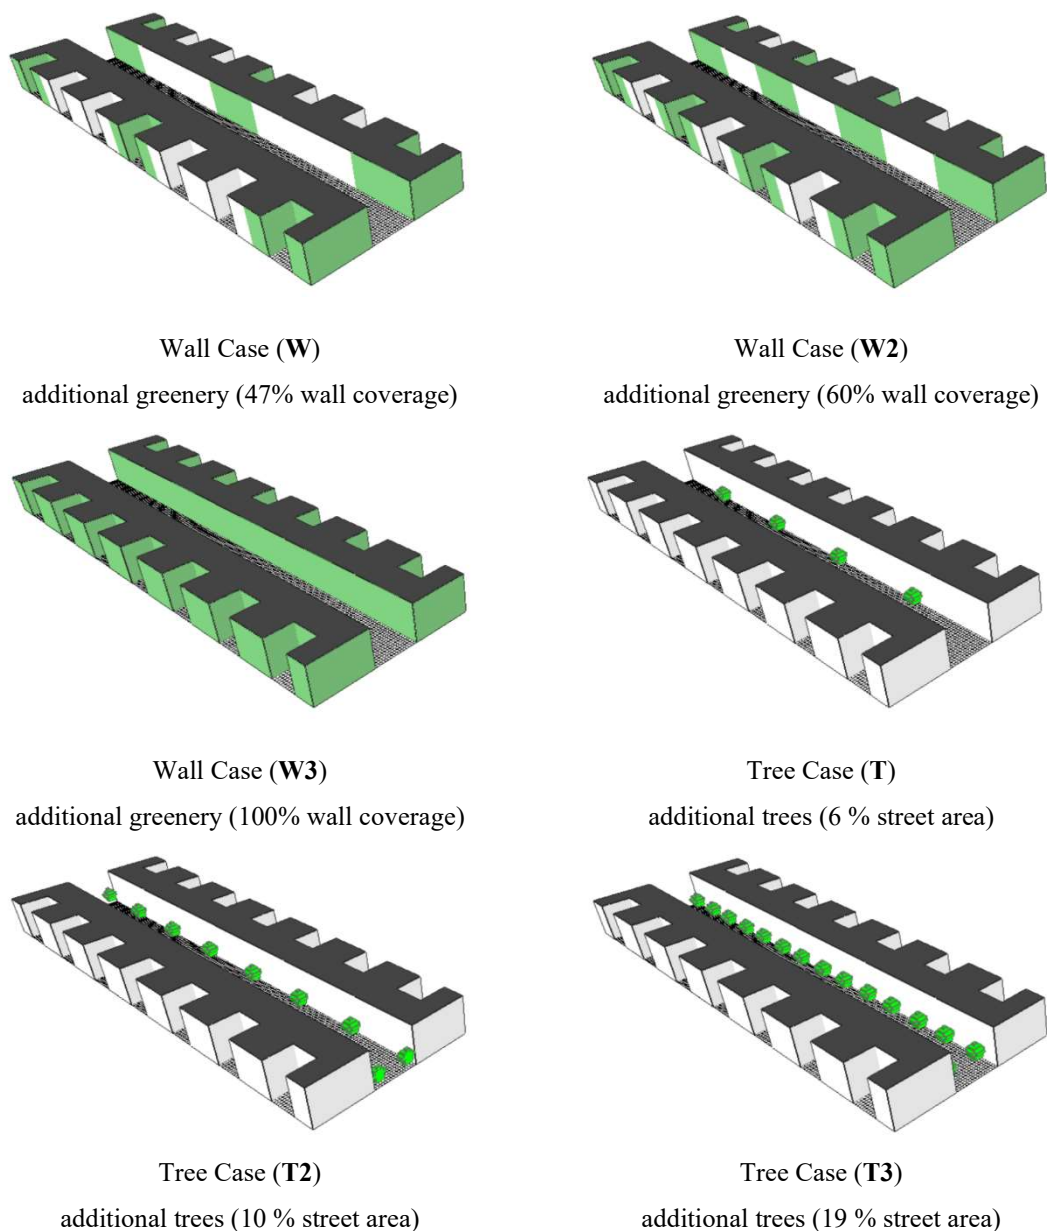 Wall Case (W)
additional greenery (47% wall coverage)
Wall Case (W2)
additional greenery (60% wall coverage)
Wall Case (W3)
additional greenery (100% wall coverage)
Tree Case (T)
additional trees (6 % street area)
Tree Case (T2)
additional trees (10 % street area)
Tree Case (T3)
additional trees (19 % street area)